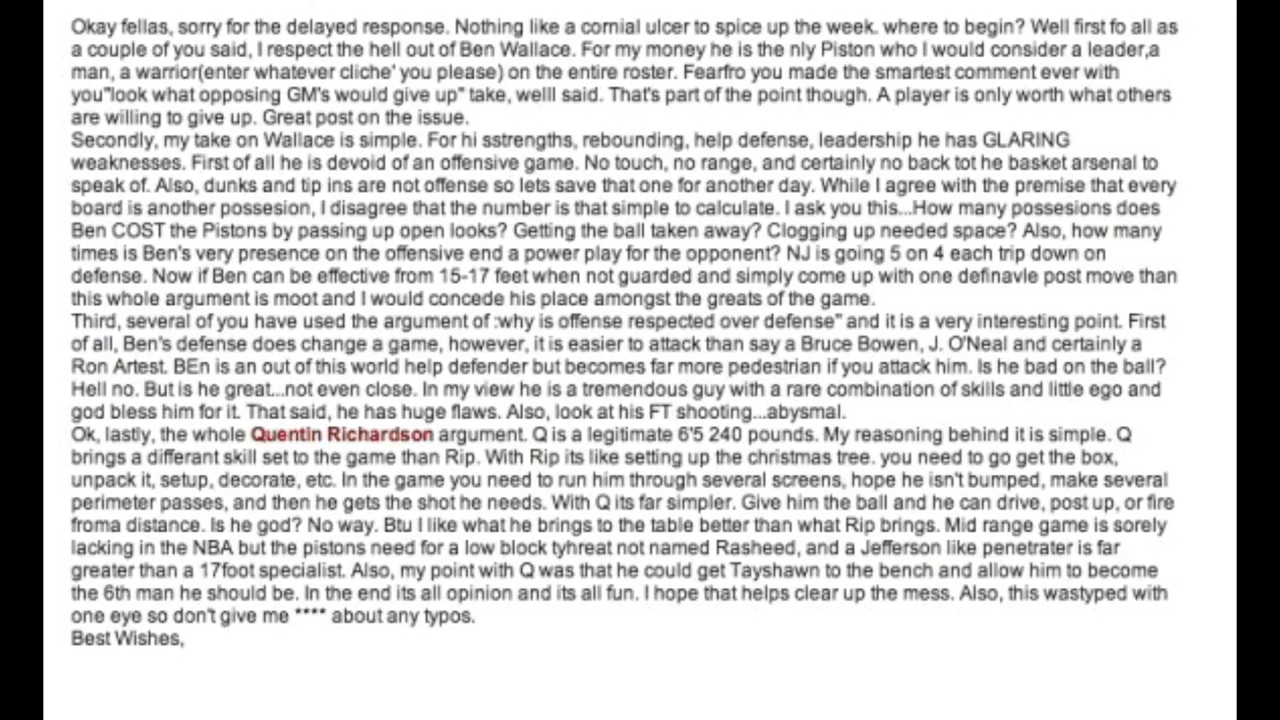 Okay fellas, sorry for the delayed response. Nothing like a cornial ulcer to spice up the week. where to begin? Well first fo all as
a couple of you said, I respect the hell out of Ben Wallace. For my money he is the nly Piston who I would consider a leader,a
man, a warrior(enter whatever cliche' you please) on the entire roster. Fearfro you made the smartest comment ever with
you"look what opposing GM's would give up" take, welll said. That's part of the point though. A player is only worth what others
are willing to give up. Great post on the issue.
Secondly, my take on Wallace is simple. For hi sstrengths, rebounding, help defense, leadership he has GLARING
weaknesses. First of all he is devoid of an offensive game. No touch, no range, and certainly no back tot he basket arsenal to
speak of. Also, dunks and tip ins are not offense so lets save that one for another day. While I agree with the premise that every
board is another possesion, I disagree that the number is that simple to calculate. I ask you this...How many possesions does
Ben COST the Pistons by passing up open looks? Getting the ball taken away? Clogging up needed space? Also, how many
times is Ben's very presence on the offensive end a power play for the opponent? NJ is going 5 on 4 each trip down on
defense. Now if Ben can be effective from 15-17 feet when not guarded and simply come up with one definavle post move than
this whole argument is moot and I would concede his place amongst the greats of the game.
Third, several of you have used the argument of :why is offense respected over defense" and it is a very interesting point. First
of all, Ben's defense does change a game, however, it is easier to attack than say a Bruce Bowen, J. O'Neal and certainly a
Ron Artest. BEn is an out of this world help defender but becomes far more pedestrian if you attack him. Is he bad on the ball?
Hell no. But is he great...not even close. In my view he is a tremendous guy with a rare combination of skills and little ego and
god bless him for it. That said, he has huge flaws. Also, look at his FT shooting...abysmal.
Ok, lastly, the whole Quentin Richardson argument. Q is a legitimate 6'5 240 pounds. My reasoning behind it is simple. Q
brings a differant skill set to the game than Rip. With Rip its like setting up the christmas tree. you need to go get the box,
unpack it, setup, decorate, etc. In the game you need to run him through several screens, hope he isn't bumped, make several
perimeter passes, and then he gets the shot he needs. With Q its far simpler. Give him the ball and he can drive, post up, or fire
froma distance. Is he god? No way. Btu I like what he brings to the table better than what Rip brings. Mid range game is sorely
lacking in the NBA but the pistons need for a low block tyhreat not named Rasheed, and a Jefferson like penetrater is far
greater than a 17foot specialist. Also, my point with Q was that he could get Tayshawn to the bench and allow him to become
the 6th man he should be. In the end its all opinion and its all fun. I hope that helps clear up the mess. Also, this wastyped with
one eye so don't give me **** about any typos.
Best Wishes,